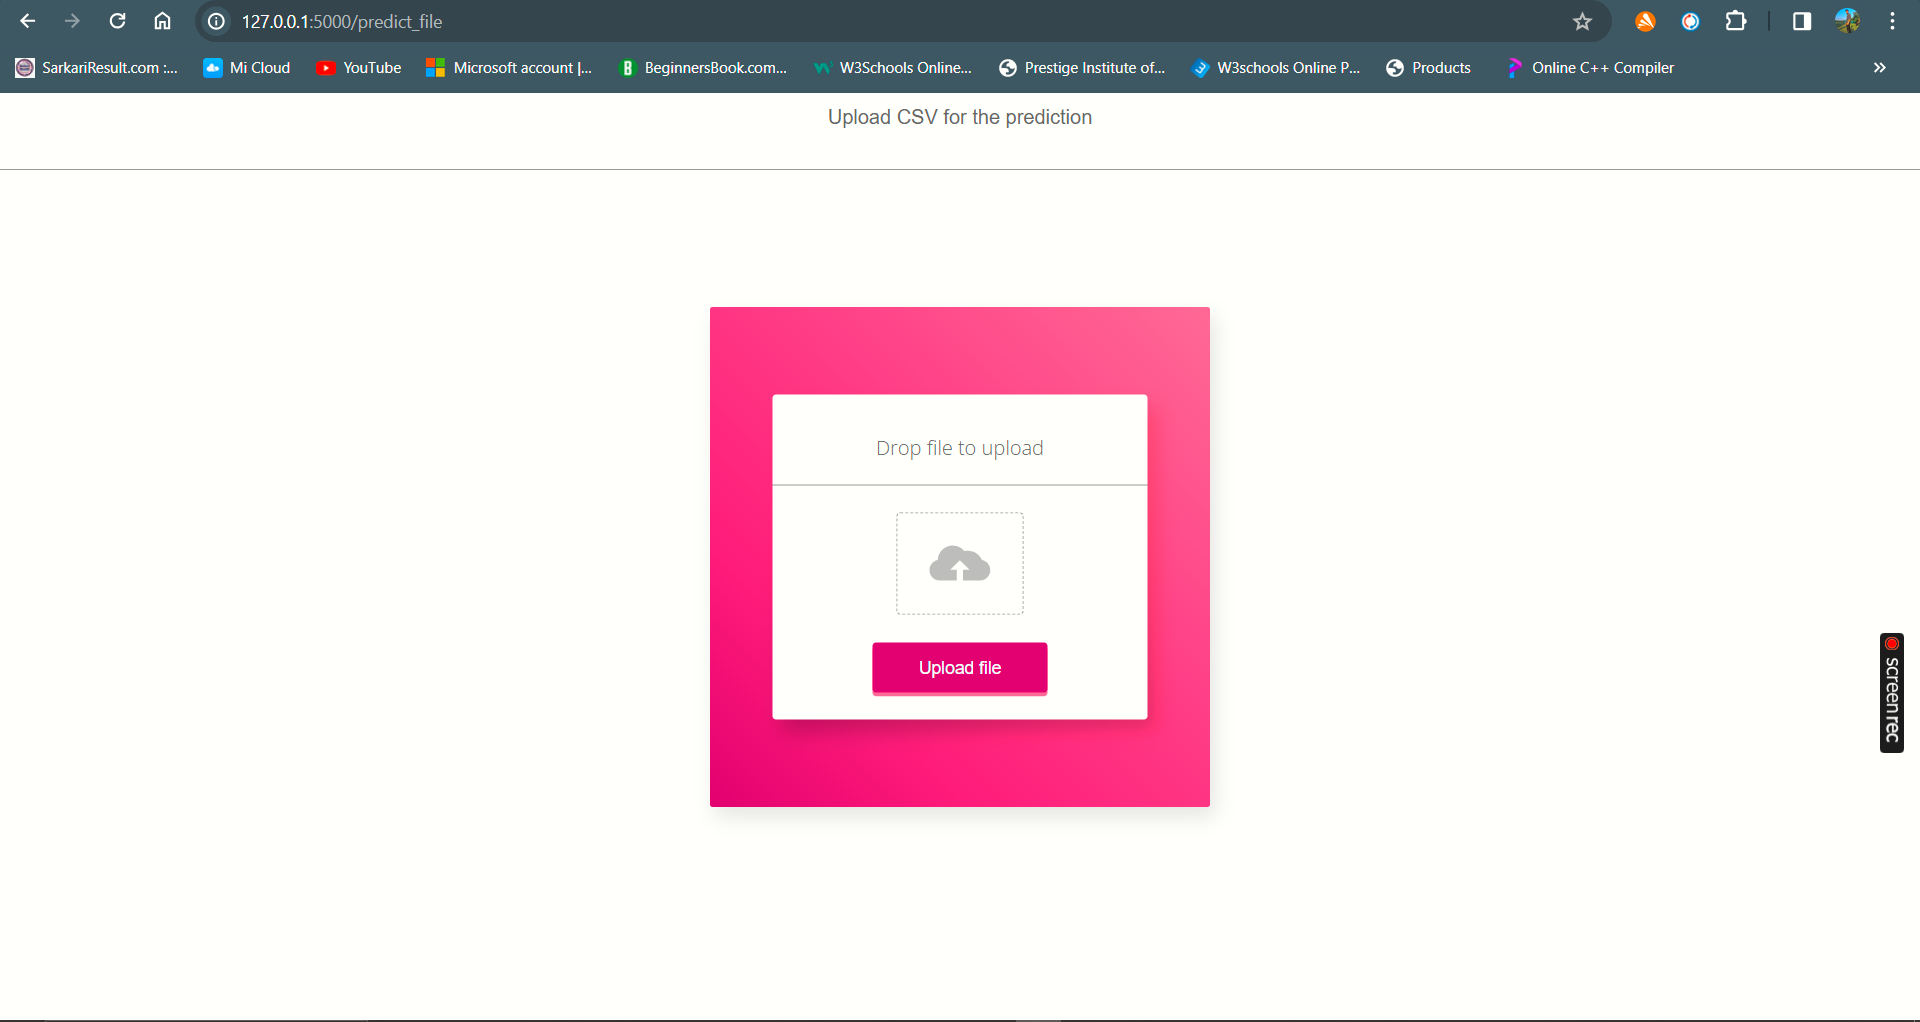 127.0.0.1:5000/predict_file
SarkariResult.com :... Mi Cloud YouTube Microsoft account |... BeginnersBook.com... W3Schools Online... Prestige Institute of... W3schools Online P... Products Online C++ Compiler
Upload CSV for the prediction
Drop file to upload
Upload file
screenrec